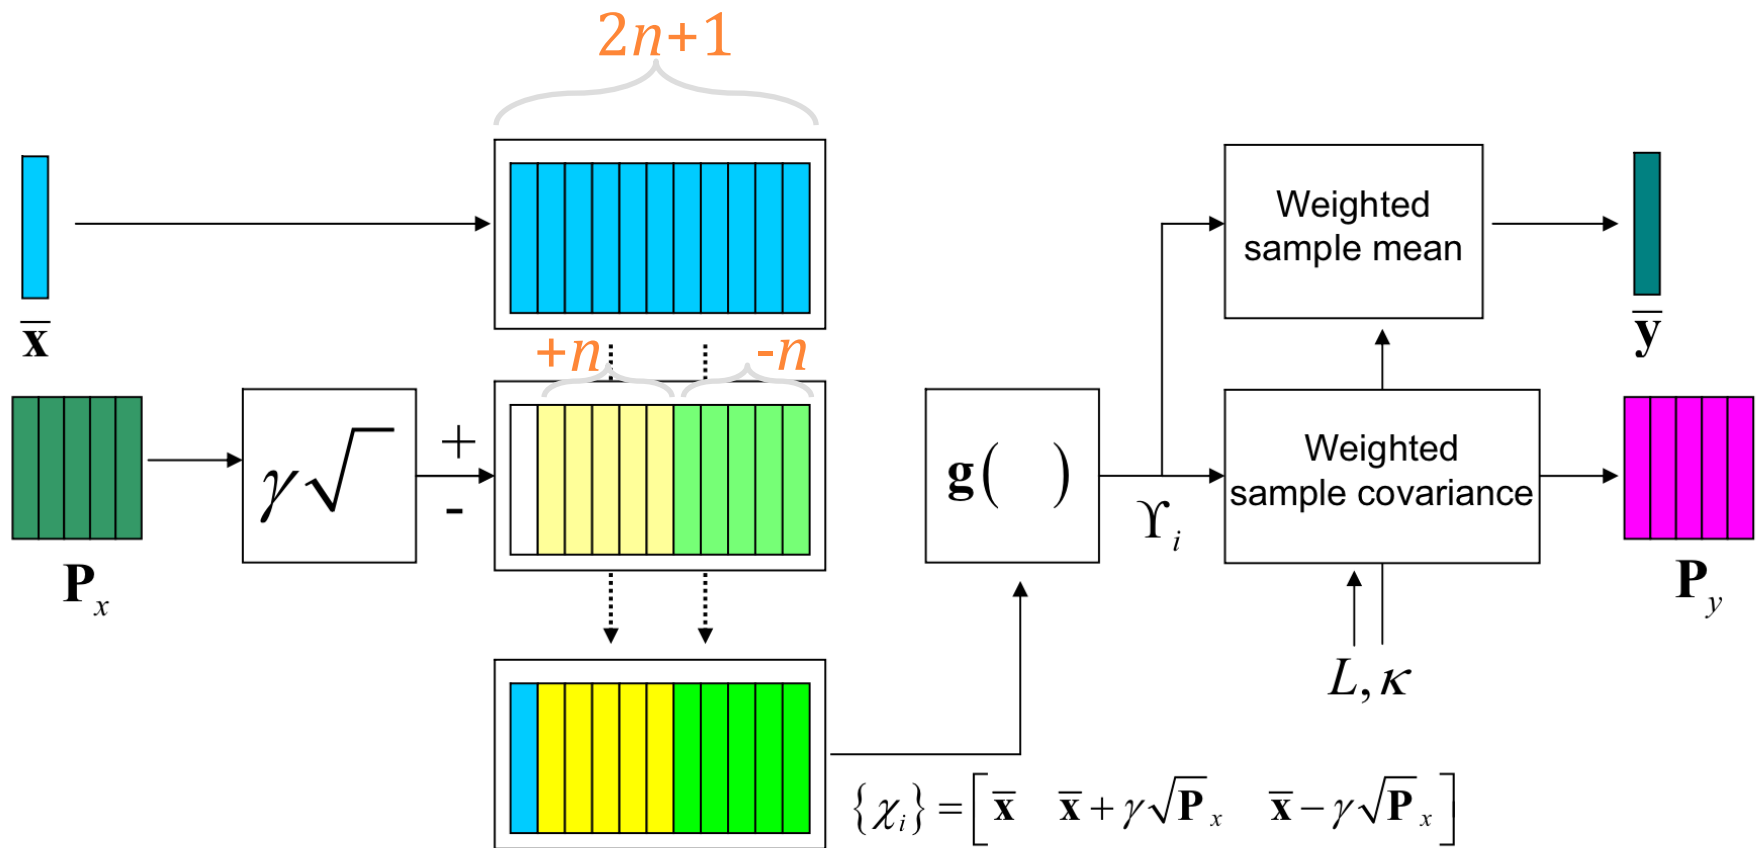 2n+1
x̄
+n
-n
P_x
γ√
+
-
g( )
ϒ_i
Weighted
sample mean
ȳ
Weighted
sample covariance
P_y
L, κ
{χ_i} = [x̄ x̄ + γ√P_x x̄ − γ√P_x]